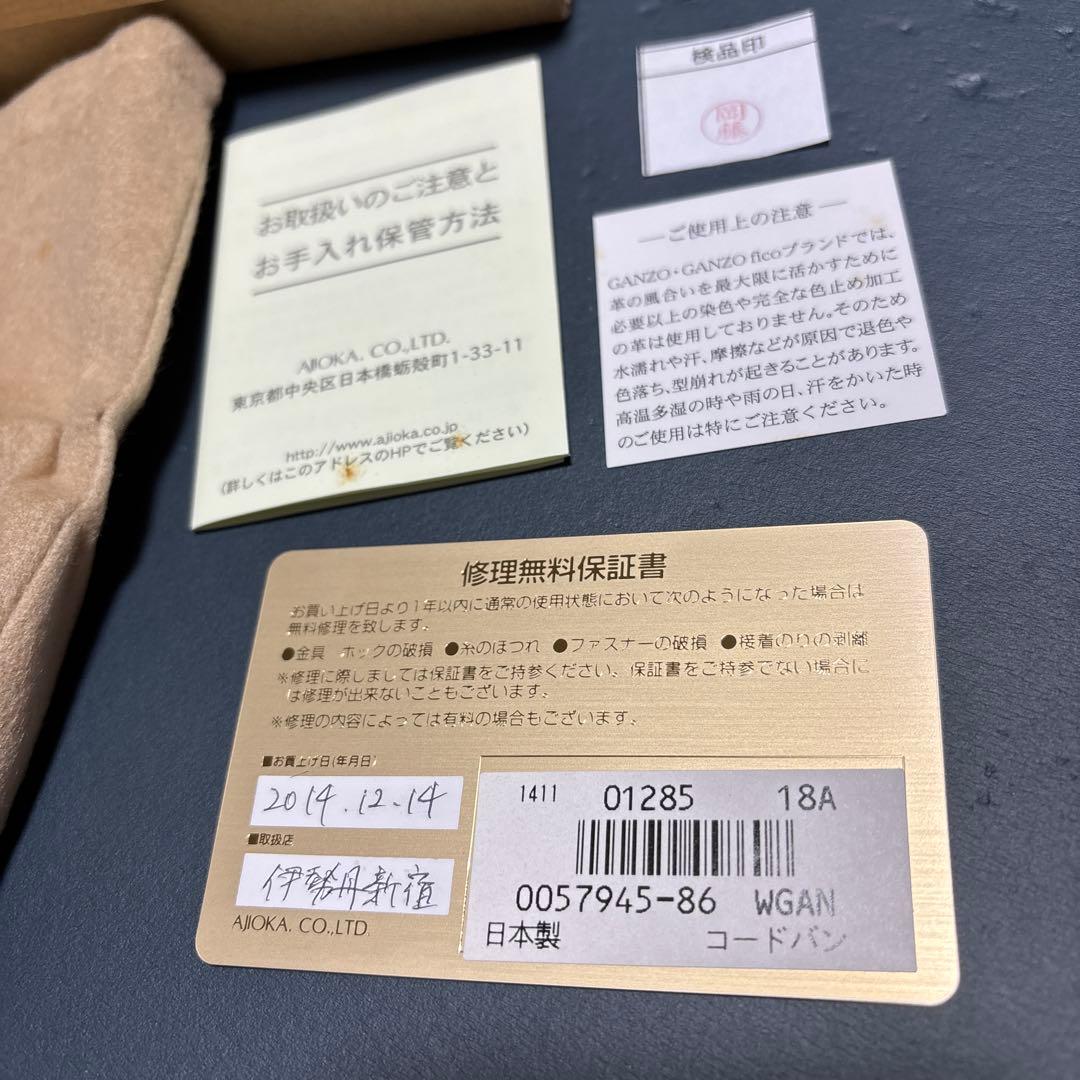 検品印
岡藤
お取扱いのご注意と
お手入れ保管方法
AJIOKA. CO.,LTD.
東京都中央区日本橋蛎殻町1-33-11
http://www.ajioka.co.jp
(詳しくはこのアドレスのHPでご覧ください)
―ご使用上の注意―
GANZO・GANZO ficoブランドでは、
革の風合いを最大限に活かすために
必要以上の染色や完全な色止め加工
の革は使用しておりません。そのため
水濡れや汗、摩擦などが原因で退色や
色落ち、型崩れが起きることがあります。
高温多湿の時や雨の日、汗をかいた時
のご使用は特にご注意ください。
修理無料保証書
お買い上げ日より1年以内に通常の使用状態において次のようになった場合は
無料修理を致します。
●金具 ホックの破損 ●糸のほつれ ●ファスナーの破損 ●接着のりの剥離
※修理に際しましては保証書をご持参ください。保証書をご持参でない場合に
は修理が出来ないこともございます。
※修理の内容によっては有料の場合もございます。
■お買上げ日(年月日)
2014.12.14
■取扱店
伊勢丹新宿
AJIOKA. CO.,LTD.
1411 01285 18A
0057945-86 WGAN
日本製 コードバン